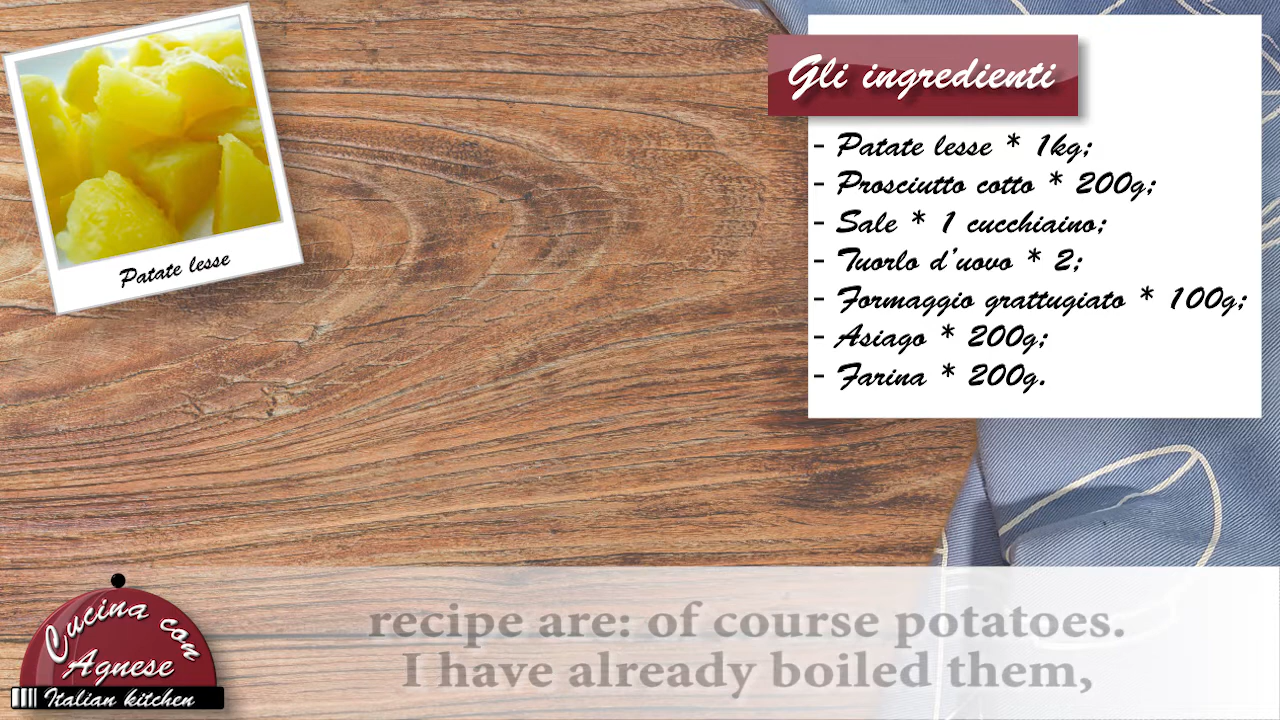 Gli ingredienti
- Patate lesse * 1kg;
- Prosciutto cotto * 200g;
- Sale * 1 cucchiaino;
- Tuorlo d'uovo * 2;
- Formaggio grattugiato * 100g;
- Asiago * 200g;
- Farina * 200g.
Patate lesse
recipe are: of course potatoes.
I have already boiled them,
Cucina con
Agnese
Italian kitchen